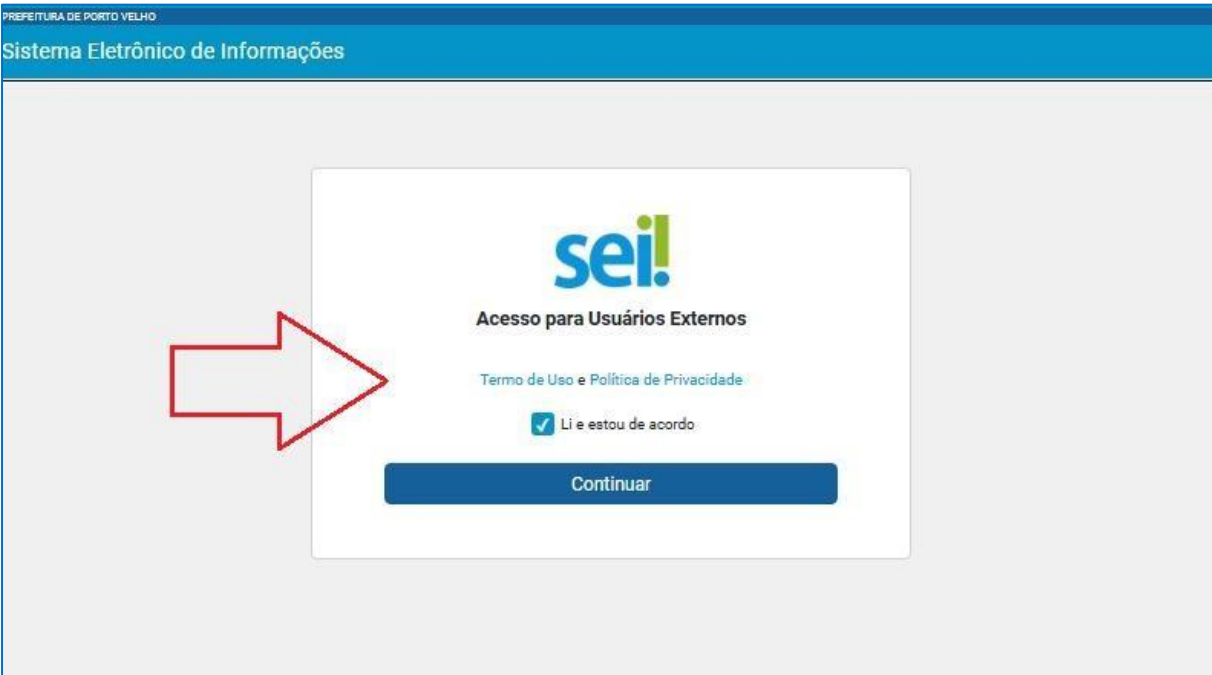 PREFEITURA DE PORTO VELHO
Sistema Eletrônico de Informações
sei!
Acesso para Usuários Externos
Termo de Uso e Política de Privacidade
Li e estou de acordo
Continuar